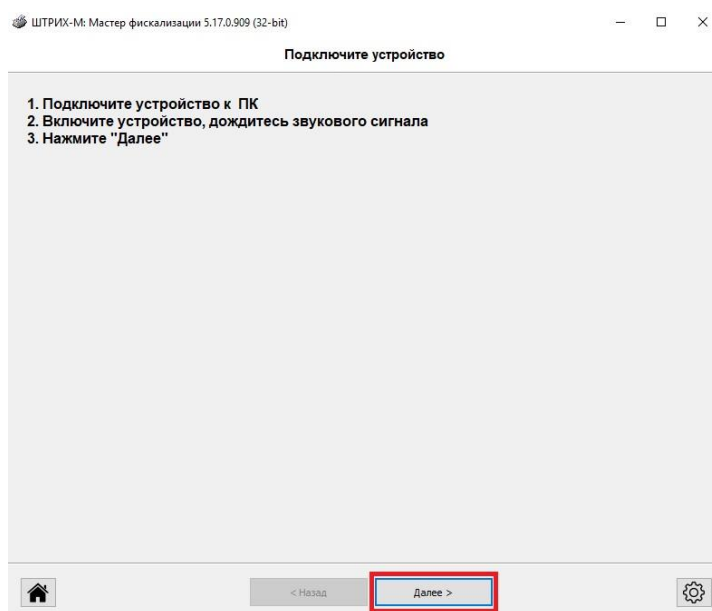 ШТРИХ-М: Мастер фискализации 5.17.0.909 (32-bit)
Подключите устройство
1. Подключите устройство к ПК
2. Включите устройство, дождитесь звукового сигнала
3. Нажмите "Далее"
< Назад
Далее >